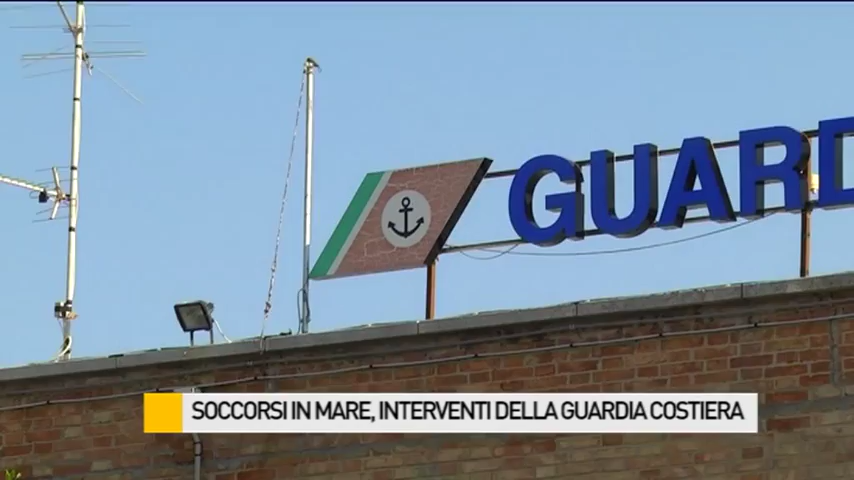 GUARD
SOCCORSI IN MARE, INTERVENTI DELLA GUARDIA COSTIERA